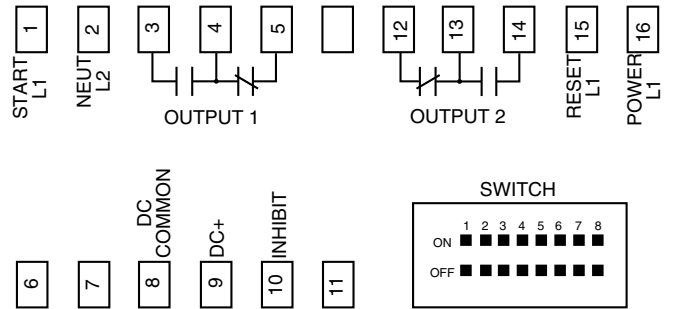 1 2 3 4 5 12 13 14 15 16
START L1
NEUT L2
OUTPUT 1
OUTPUT 2
RESET L1
POWER L1
DC COMMON
DC+
INHIBIT
6 7 8 9 10 11
SWITCH
1 2 3 4 5 6 7 8
ON
OFF